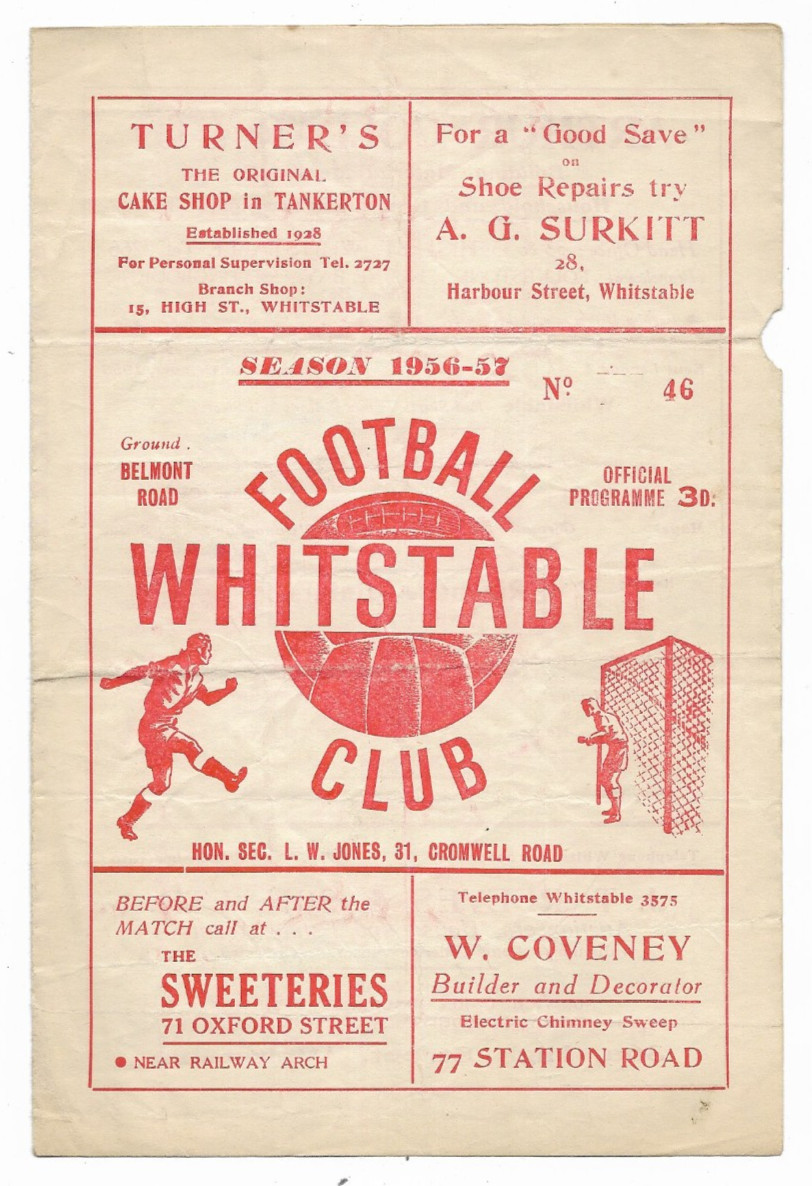 TURNER'S
THE ORIGINAL
CAKE SHOP in TANKERTON
Established 1928
For Personal Supervision Tel. 2727
Branch Shop:
15, HIGH ST., WHITSTABLE
For a "Good Save"
on
Shoe Repairs try
A. G. SURKITT
28,
Harbour Street, Whitstable
SEASON 1956-57
Nº 46
Ground.
BELMONT
ROAD
OFFICIAL
PROGRAMME 3D.
FOOTBALL
WHITSTABLE
CLUB
HON. SEC. L. W. JONES, 31, CROMWELL ROAD
BEFORE and AFTER the
MATCH call at . . .
THE
SWEETERIES
71 OXFORD STREET
● NEAR RAILWAY ARCH
Telephone Whitstable 3575
W. COVENEY
Builder and Decorator
Electric Chimney Sweep
77 STATION ROAD